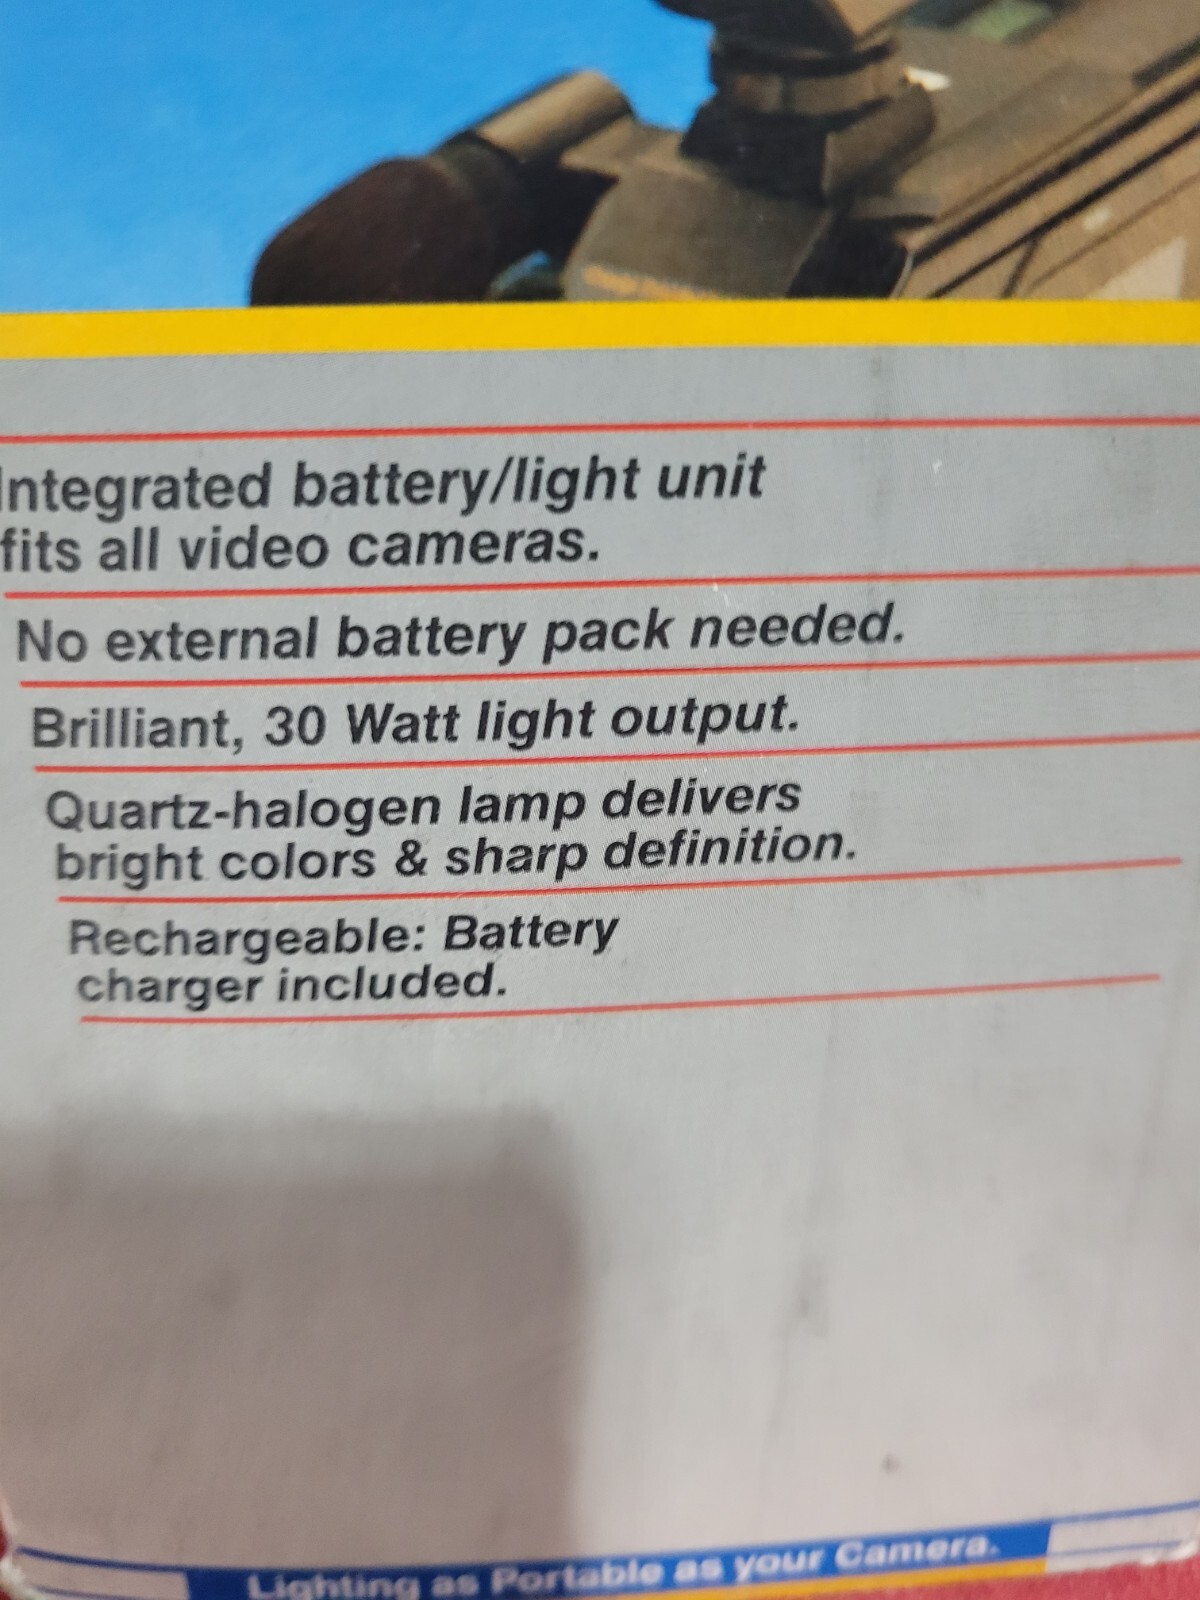 Integrated battery/light unit
fits all video cameras.
No external battery pack needed.
Brilliant, 30 Watt light output.
Quartz-halogen lamp delivers
bright colors & sharp definition.
Rechargeable: Battery
charger included.
Lighting as Portable as your Camera.